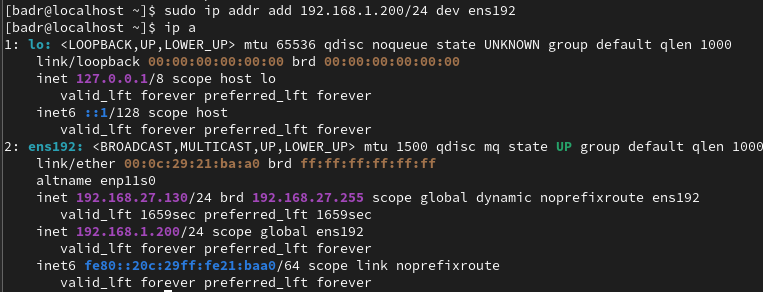 [badr@localhost ~]$ sudo ip addr add 192.168.1.200/24 dev ens192
[badr@localhost ~]$ ip a
1: lo: <LOOPBACK,UP,LOWER_UP> mtu 65536 qdisc noqueue state UNKNOWN group default qlen 1000
    link/loopback 00:00:00:00:00:00 brd 00:00:00:00:00:00
    inet 127.0.0.1/8 scope host lo
       valid_lft forever preferred_lft forever
    inet6 ::1/128 scope host
       valid_lft forever preferred_lft forever
2: ens192: <BROADCAST,MULTICAST,UP,LOWER_UP> mtu 1500 qdisc mq state UP group default qlen 1000
    link/ether 00:0c:29:21:ba:a0 brd ff:ff:ff:ff:ff:ff
    altname enp11s0
    inet 192.168.27.130/24 brd 192.168.27.255 scope global dynamic noprefixroute ens192
       valid_lft 1659sec preferred_lft 1659sec
    inet 192.168.1.200/24 scope global ens192
       valid_lft forever preferred_lft forever
    inet6 fe80::20c:29ff:fe21:baa0/64 scope link noprefixroute
       valid_lft forever preferred_lft forever